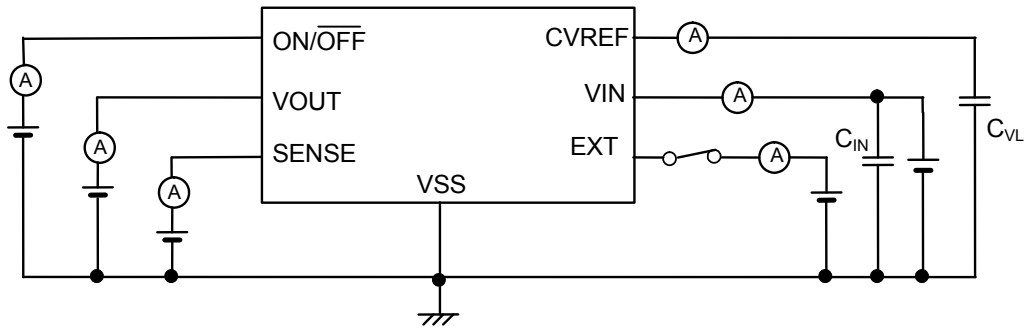 ON/OFF
CVREF
A
A
VOUT
VIN
A
A
SENSE
EXT
A
A
VSS
CIN
CVL